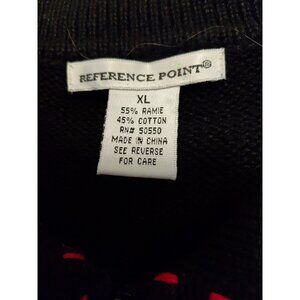 REFERENCE POINT®
XL
55% RAMIE
45% COTTON
RN# 50550
MADE IN CHINA
SEE REVERSE
FOR CARE